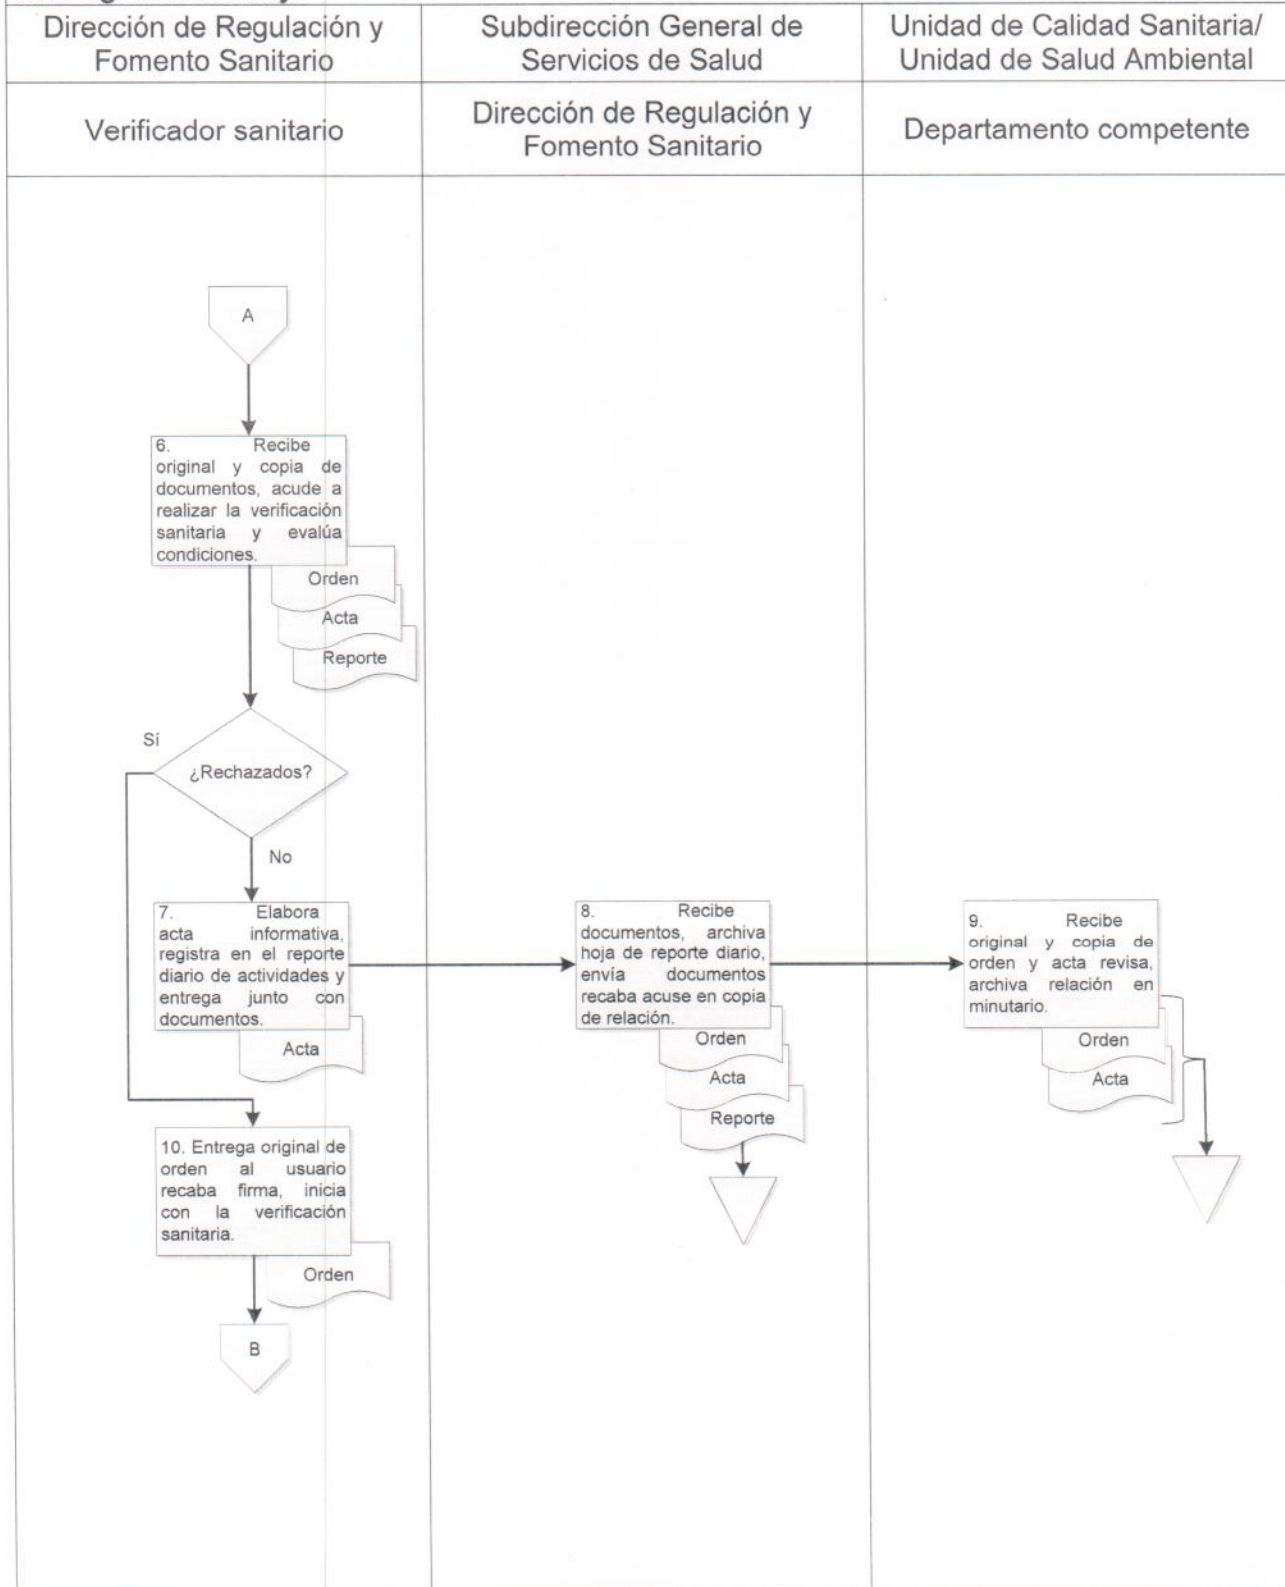 Dirección de Regulación y
Fomento Sanitario
Subdirección General de
Servicios de Salud
Unidad de Calidad Sanitaria/
Unidad de Salud Ambiental
Verificador sanitario
Dirección de Regulación y
Fomento Sanitario
Departamento competente
A
6. Recibe
original y copia de
documentos, acude a
realizar la verificación
sanitaria y evalúa
condiciones.
Orden
Acta
Reporte
Sí
¿Rechazados?
No
7. Elabora
acta informativa,
registra en el reporte
diario de actividades y
entrega junto con
documentos.
Acta
8. Recibe
documentos, archiva
hoja de reporte diario,
envía documentos
recaba acuse en copia
de relación.
Orden
Acta
Reporte
9. Recibe
original y copia de
orden y acta revisa,
archiva relación en
minutario.
Orden
Acta
10. Entrega original de
orden al usuario
recaba firma, inicia
con la verificación
sanitaria.
Orden
B